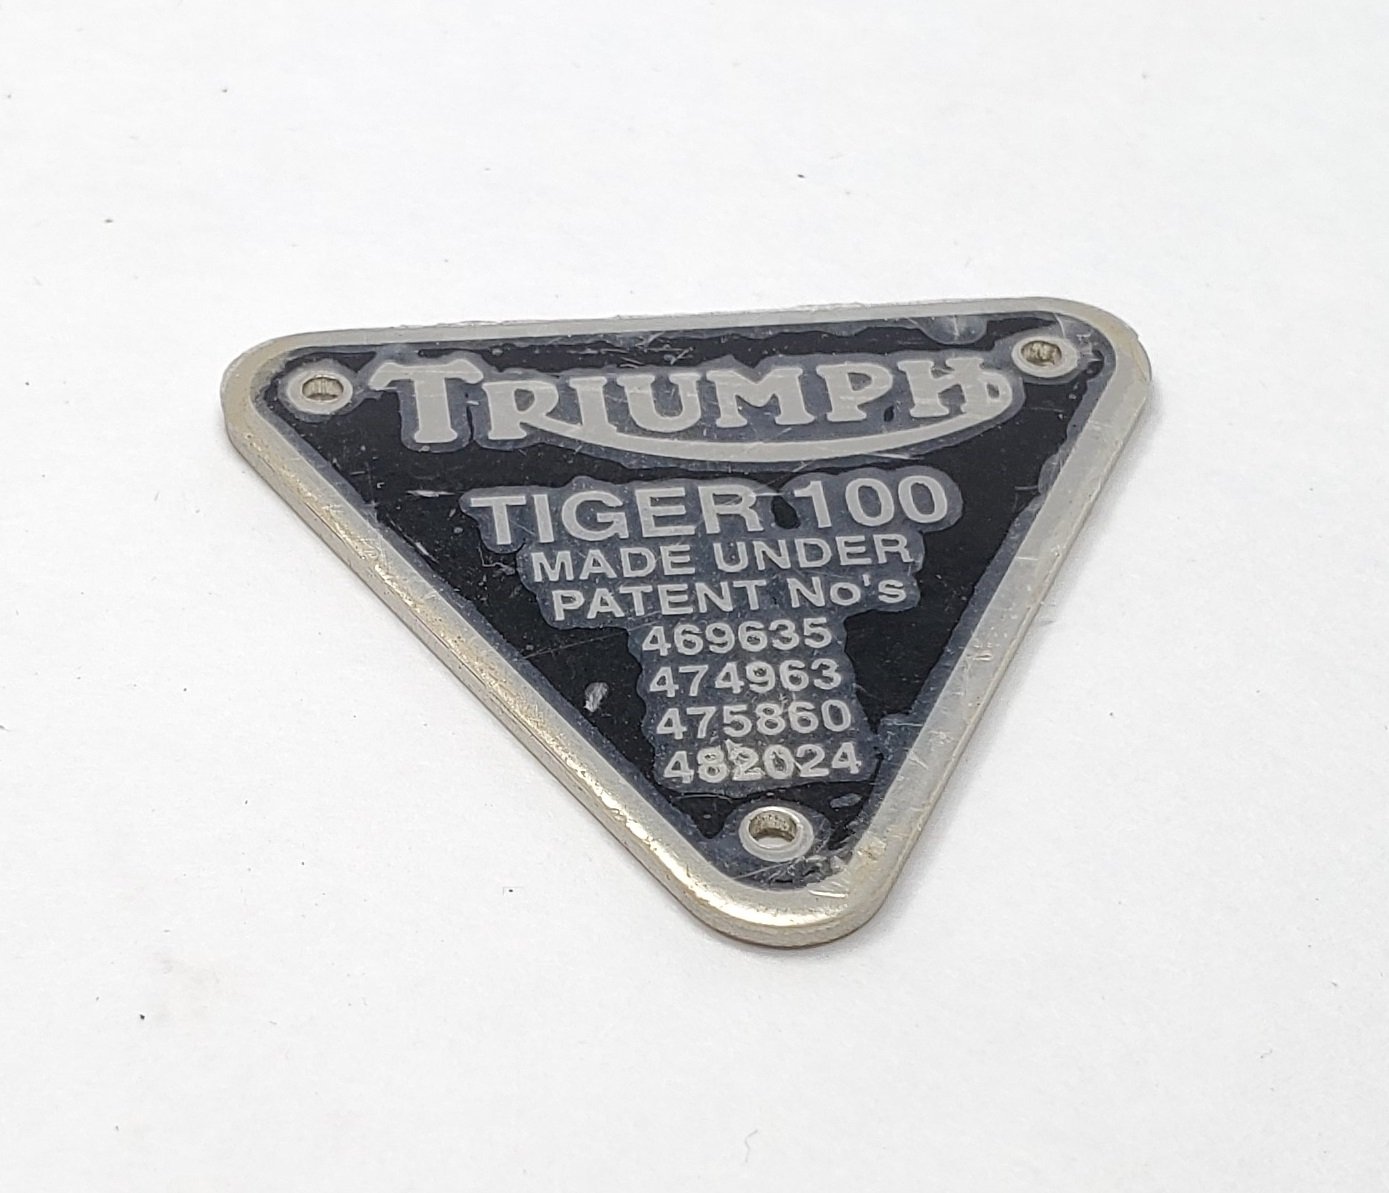 TRIUMPH
TIGER 100
MADE UNDER
PATENT No's
469635
474963
475860
482024